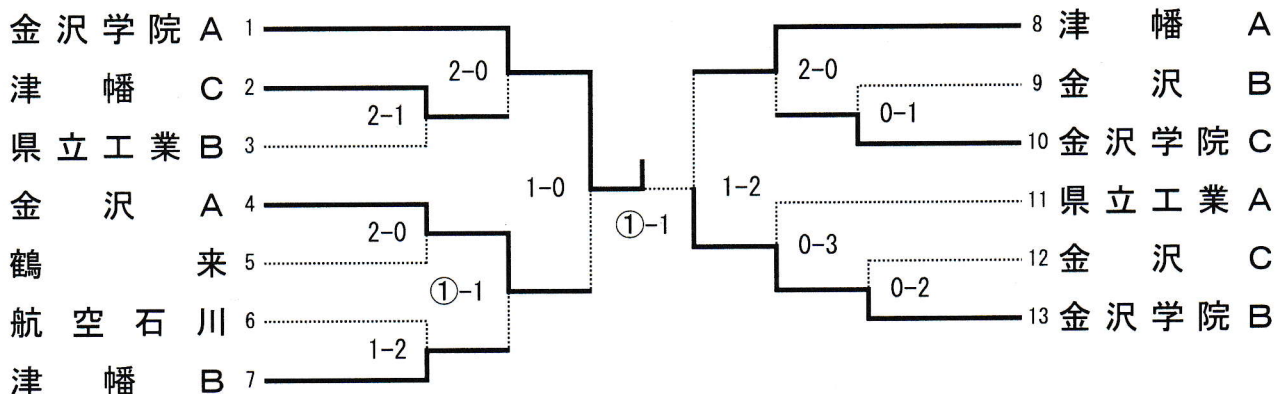 金沢学院 A 1
2-0
津幡 C 2
2-1
県立工業 B 3
1-0
金沢 A 4
2-0
鶴来 5
①-1
航空石川 6
1-2
津幡 B 7
①-1
8 津幡 A
2-0
9 金沢 B
0-1
10 金沢学院 C
1-2
11 県立工業 A
0-3
12 金沢 C
0-2
13 金沢学院 B